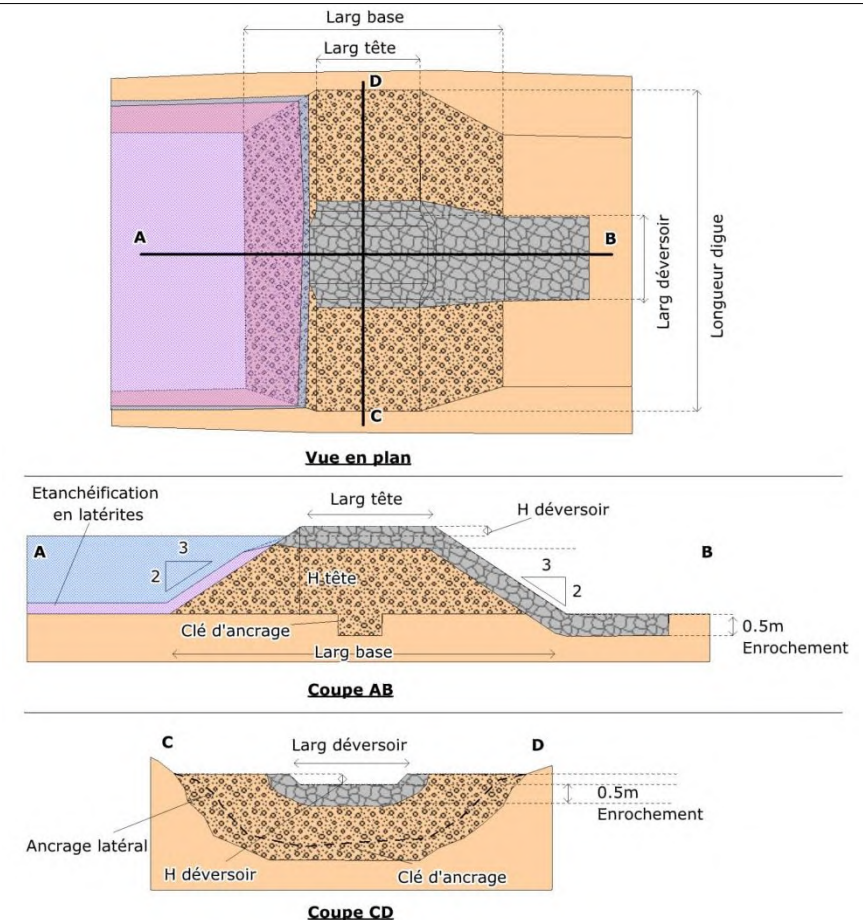 Larg base
Larg tête
D
A
B
C
Larg déversoir
Longueur digue
Vue en plan
Etanchéification
en latérites
Larg tête
H déversoir
A
3
2
H tête
3
2
B
Clé d'ancrage
Larg base
0.5m
Enrochement
Coupe AB
C
Larg déversoir
D
0.5m
Enrochement
Ancrage latéral
H déversoir
Clé d'ancrage
Coupe CD